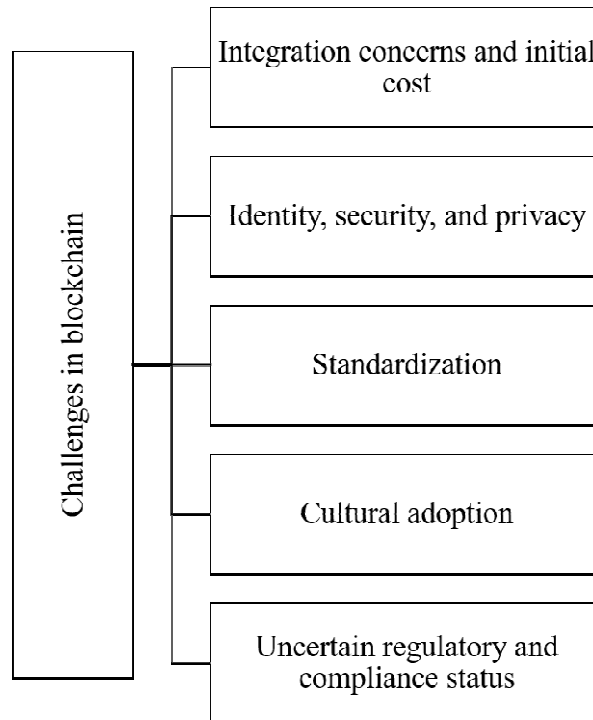 Challenges in blockchain
Integration concerns and initial
cost
Identity, security, and privacy
Standardization
Cultural adoption
Uncertain regulatory and
compliance status